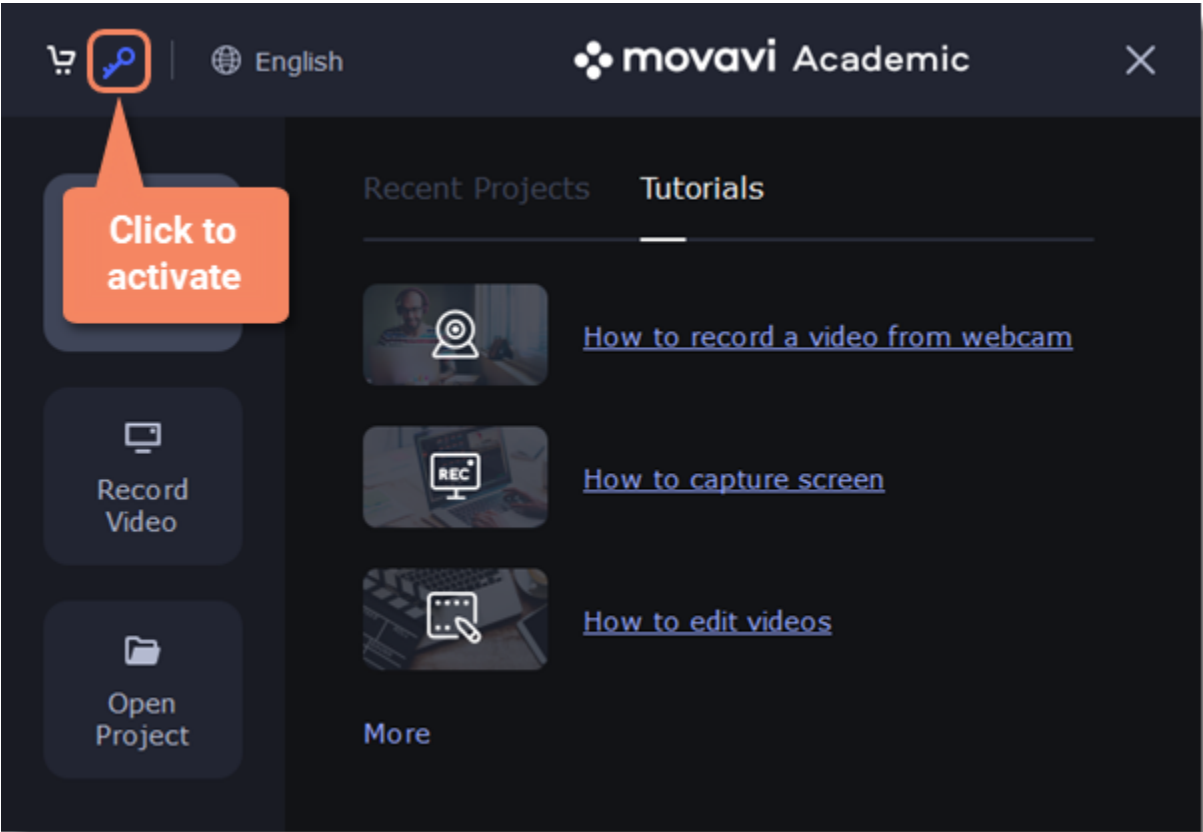 English
movavi Academic
Click to
activate
Recent Projects
Tutorials
How to record a video from webcam
REC
How to capture screen
How to edit videos
More
Record
Video
Open
Project